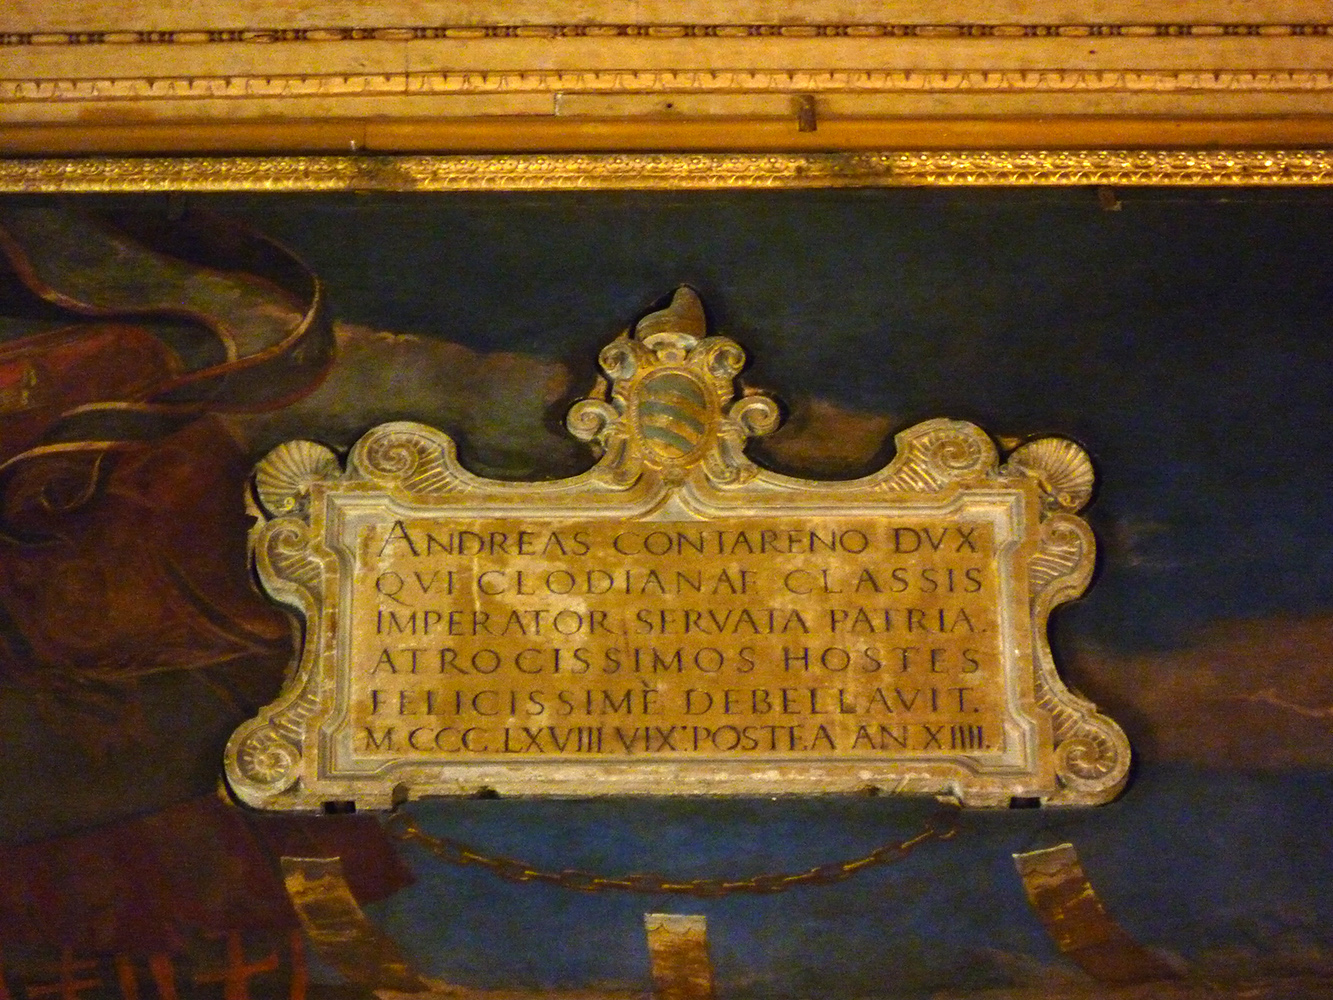 ANDREAS CONTARENO DVX
QVI CLODIANAE CLASSIS
IMPERATOR SERVATA PATRIA.
ATROCISSIMOS HOSTES
FELICISSIMÈ DEBELLAVIT.
M.CCC.LXVIII.VIX·POSTEA AN.XIIII.